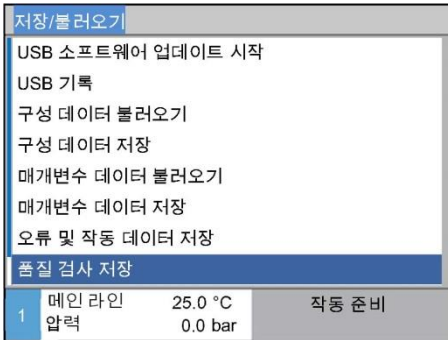 저장/불러오기
USB 소프트웨어 업데이트 시작
USB 기록
구성 데이터 불러오기
구성 데이터 저장
매개변수 데이터 불러오기
매개변수 데이터 저장
오류 및 작동 데이터 저장
품질 검사 저장
1 메인 라인 25.0 °C 작동 준비
압력 0.0 bar